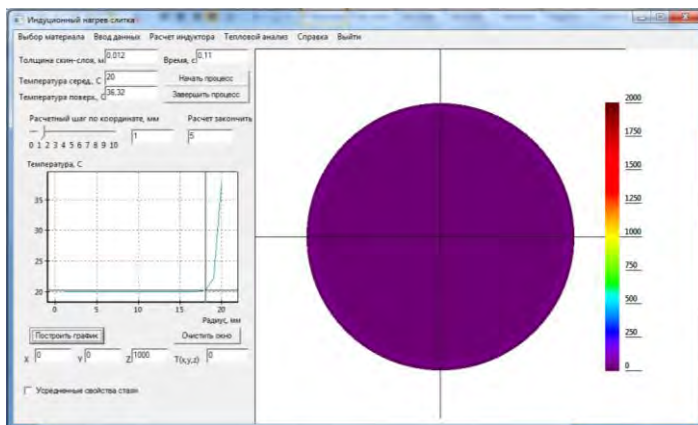 Индуционный нагрев слитка
Выбор материала Ввод данных Расчет индуктора Тепловой анализ Справка Выйти
Толщина скин-слоя, м 0,012 Время, с 0,11
Температура серед., С 20 Начать процесс
Температура поверх., С 36,32 Завершить процесс
Расчетный шаг по координате, мм Расчет закончить
0 1 2 3 4 5 6 7 8 9 10 1 5
Температура, С
35
30
25
20
0 5 10 15 20
Радиус, мм
Построить график Очистить окно
X 0 Y 0 Z 1000 T(x,y,z) 0
Усредненные свойства стали
2000
1750
1500
1250
1000
750
500
250
0